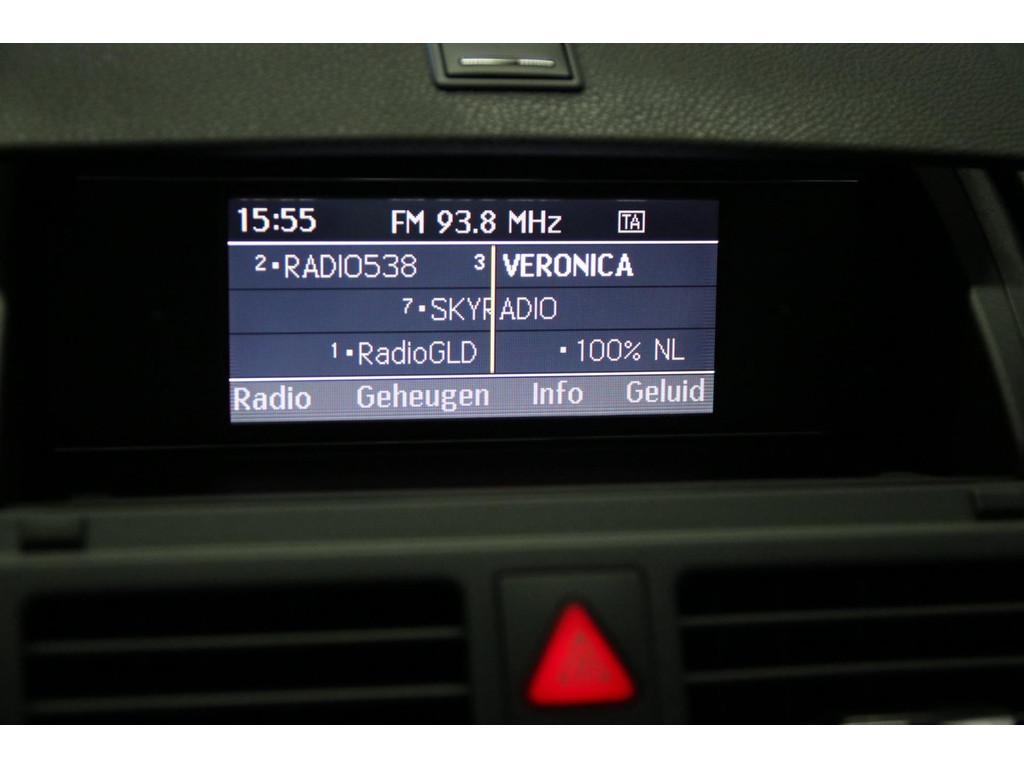 15:55 FM 93.8 MHz TA
2▪RADIO538 3 VERONICA
7▪SKYRADIO
1▪RadioGLD ▪100% NL
Radio Geheugen Info Geluid